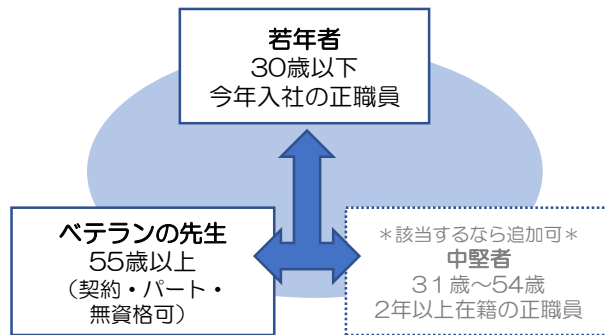 若年者
30歳以下
今年入社の正職員
ベテランの先生
55歳以上
（契約・パート・
無資格可）
＊該当するなら追加可＊
中堅者
３１歳～54歳
2年以上在籍の正職員